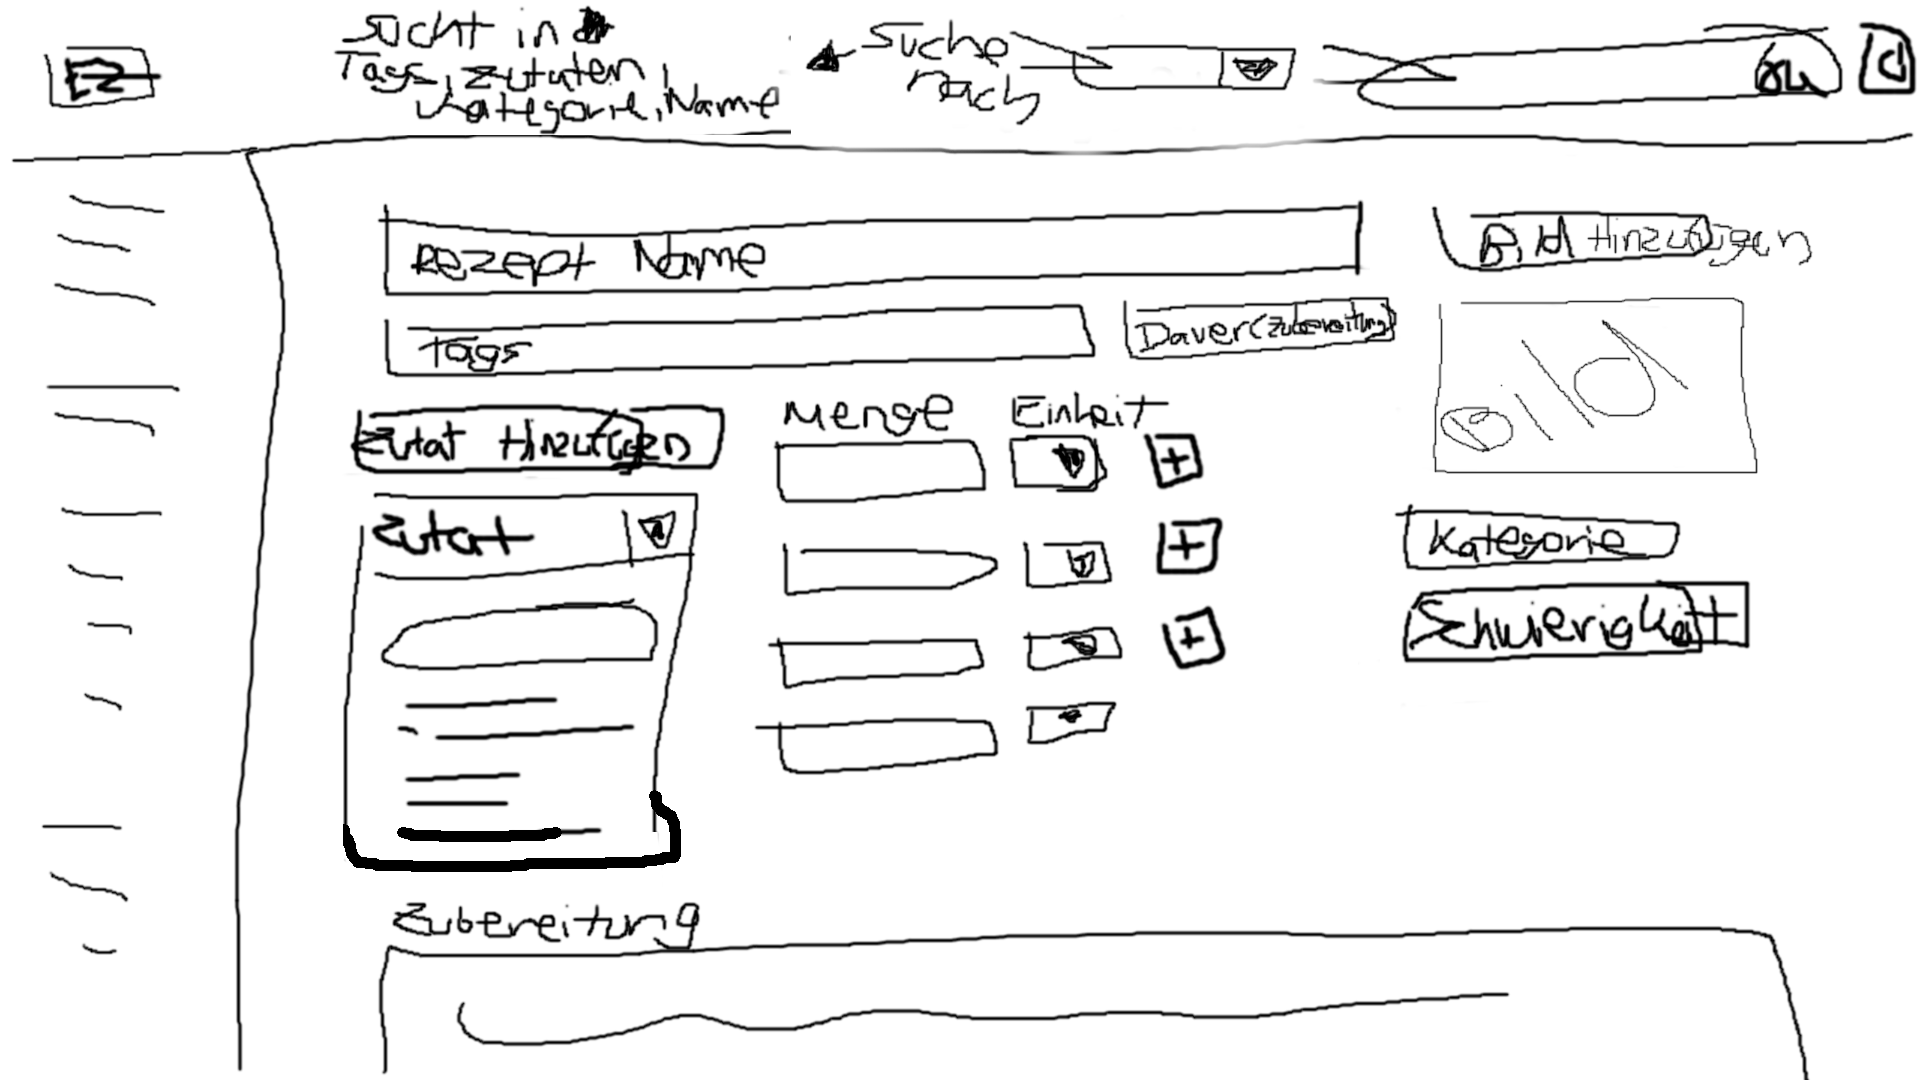 EZ
Sucht in
Tags, Zutaten
Kategorie, Name
Suche
nach
Rezept Name
Bild Hinzufügen
Tags
Dauer (Zubereitung)
Bild
Zutat Hinzufügen
Menge
Einheit
+
Zutat
+
Kategorie
Schwierigkeit
+
Zubereitung